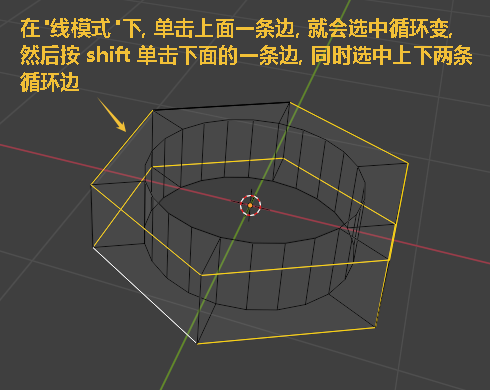 在"线模式"下, 单击上面一条边, 就会选中循环变,
然后按 shift 单击下面的一条边, 同时选中上下两条
循环边